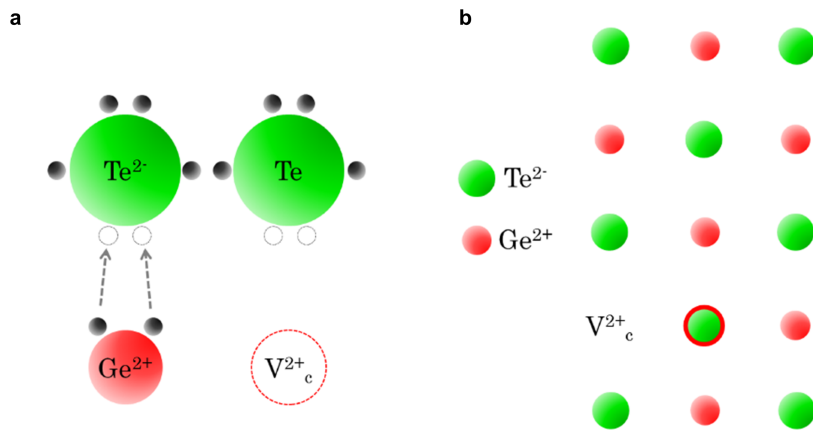 a
Te²⁻
Te
Ge²⁺
V²⁺c
b
Te²⁻
Ge²⁺
V²⁺c